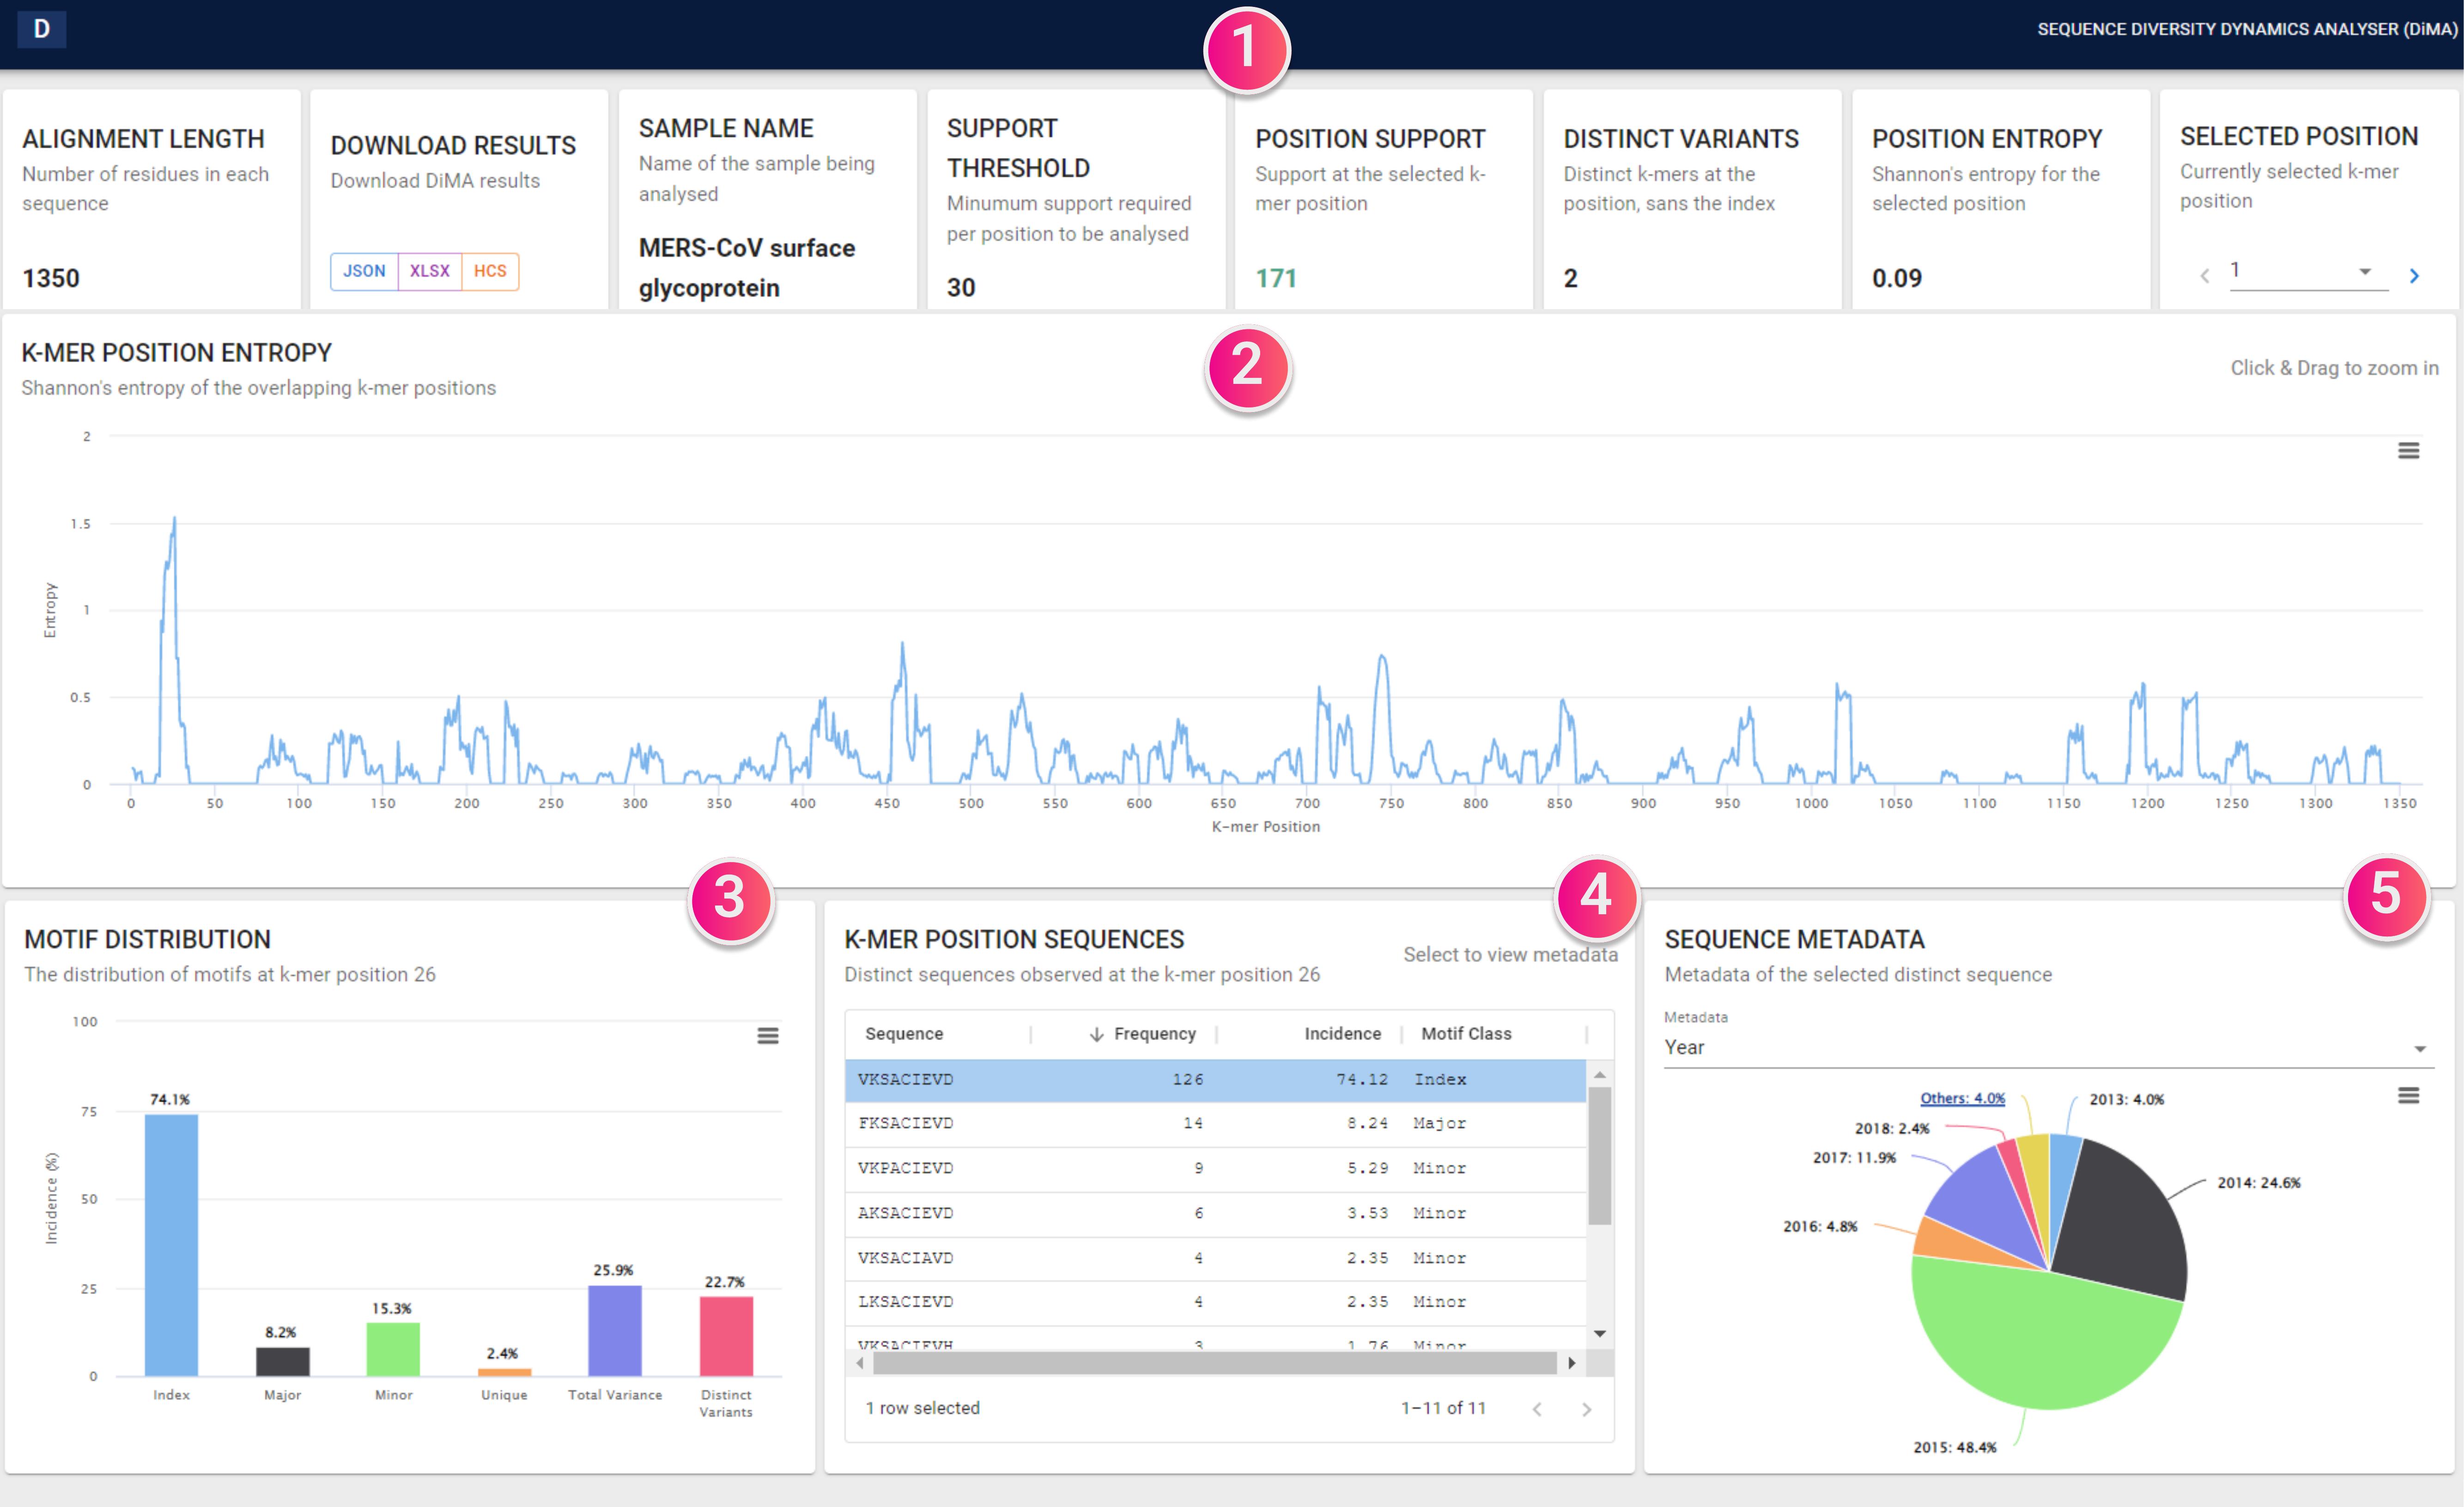 D
SEQUENCE DIVERSITY DYNAMICS ANALYSER (DiMA)
1
ALIGNMENT LENGTH
Number of residues in each
sequence
1350
DOWNLOAD RESULTS
Download DiMA results
JSON XLSX HCS
SAMPLE NAME
Name of the sample being
analysed
MERS-CoV surface
glycoprotein
SUPPORT
THRESHOLD
Minumum support required
per position to be analysed
30
POSITION SUPPORT
Support at the selected k-
mer position
171
DISTINCT VARIANTS
Distinct k-mers at the
position, sans the index
2
POSITION ENTROPY
Shannon's entropy for the
selected position
0.09
SELECTED POSITION
Currently selected k-mer
position
1
2
K-MER POSITION ENTROPY
Shannon's entropy of the overlapping k-mer positions
Click & Drag to zoom in
2
1.5
1
0.5
0
Entropy
0 50 100 150 200 250 300 350 400 450 500 550 600 650 700 750 800 850 900 950 1000 1050 1100 1150 1200 1250 1300 1350
K-mer Position
3
MOTIF DISTRIBUTION
The distribution of motifs at k-mer position 26
100
75
50
25
0
Incidence (%)
74.1%
8.2%
15.3%
2.4%
25.9%
22.7%
Index Major Minor Unique Total Variance Distinct
Variants
4
K-MER POSITION SEQUENCES
Distinct sequences observed at the k-mer position 26
Select to view metadata
Sequence Frequency Incidence Motif Class
VKSACIEVD 126 74.12 Index
FKSACIEVD 14 8.24 Major
VKPACIEVD 9 5.29 Minor
AKSACIEVD 6 3.53 Minor
VKSACIAVD 4 2.35 Minor
LKSACIEVD 4 2.35 Minor
VKSACIEVH 3 1.76 Minor
1 row selected 1–11 of 11
5
SEQUENCE METADATA
Metadata of the selected distinct sequence
Metadata
Year
Others: 4.0%
2013: 4.0%
2018: 2.4%
2017: 11.9%
2014: 24.6%
2016: 4.8%
2015: 48.4%